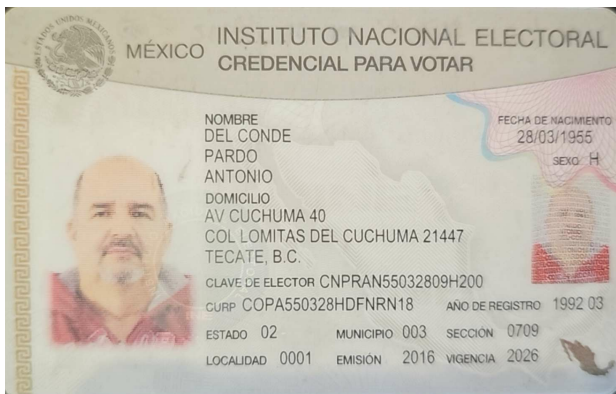 MÉXICO
INSTITUTO NACIONAL ELECTORAL
CREDENCIAL PARA VOTAR
NOMBRE
DEL CONDE
PARDO
ANTONIO
FECHA DE NACIMIENTO
28/03/1955
SEXO H
DOMICILIO
AV CUCHUMA 40
COL LOMITAS DEL CUCHUMA 21447
TECATE, B.C.
CLAVE DE ELECTOR CNPRAN55032809H200
CURP COPA550328HDFNRN18 AÑO DE REGISTRO 1992 03
ESTADO 02 MUNICIPIO 003 SECCIÓN 0709
LOCALIDAD 0001 EMISIÓN 2016 VIGENCIA 2026